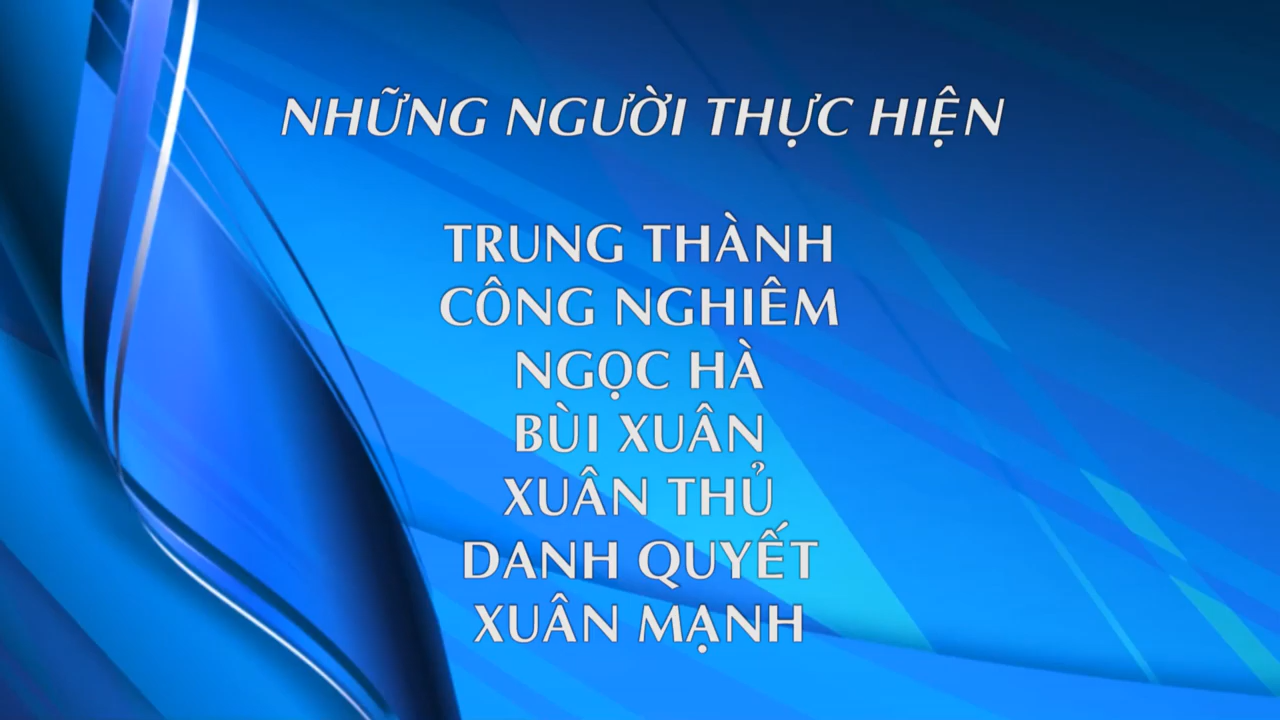 NHỮNG NGƯỜI THỰC HIỆN
TRUNG THÀNH
CÔNG NGHIÊM
NGỌC HÀ
BÙI XUÂN
XUÂN THỦ
DANH QUYẾT
XUÂN MẠNH